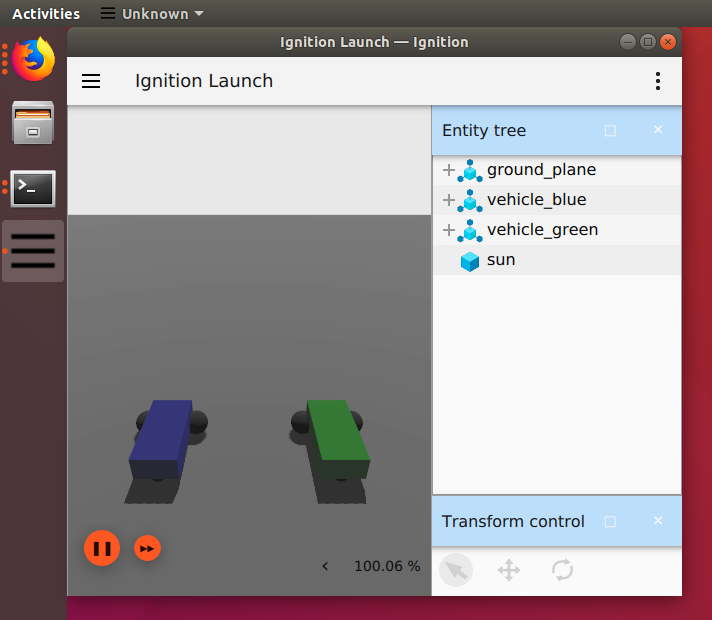 Activities
Unknown
Ignition Launch — Ignition
Ignition Launch
Entity tree
ground_plane
vehicle_blue
vehicle_green
sun
Transform control
100.06 %